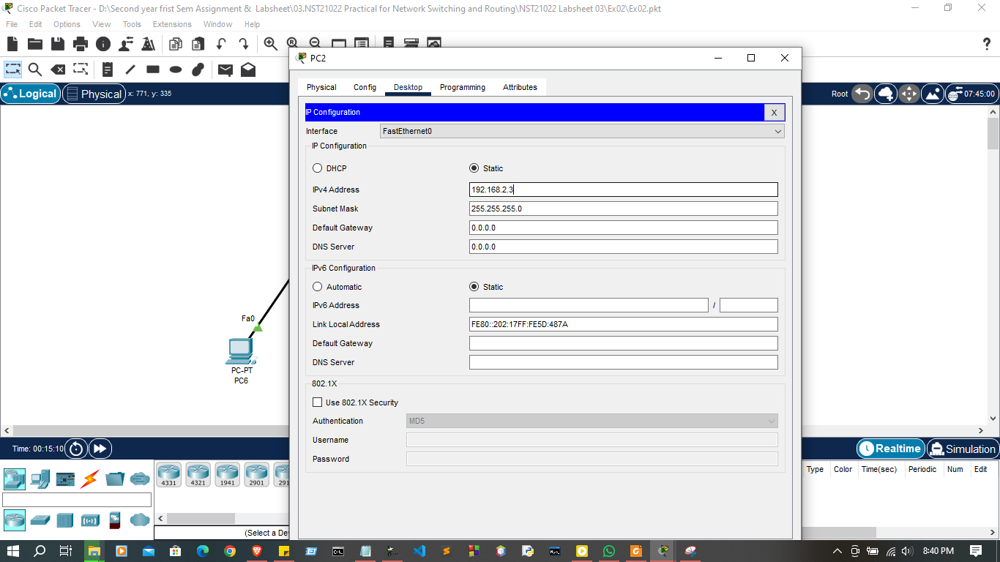 Cisco Packet Tracer - D:\Second year frist Sem Assignment &  Labsheet\03.NST21022 Practical for Network Switching and Routing\NST21022 Labsheet 03\Ex02\Ex02.pkt
File Edit Options View Tools Extensions Window Help
PC2
Physical Config Desktop Programming Attributes
Logical Physical x: 771, y: 335
Root 07:45:00
IP Configuration X
Interface FastEthernet0
IP Configuration
DHCP Static
IPv4 Address 192.168.2.3
Subnet Mask 255.255.255.0
Default Gateway 0.0.0.0
DNS Server 0.0.0.0
IPv6 Configuration
Automatic Static
IPv6 Address /
Link Local Address FE80::202:17FF:FE5D:487A
Default Gateway
DNS Server
Fa0
PC-PT
PC6
802.1X
Use 802.1X Security
Authentication MD5
Username
Password
Time: 00:15:10
Realtime Simulation
4331 4321 1941 2901
Type Color Time(sec) Periodic Num Edit
(Select a De
8:40 PM